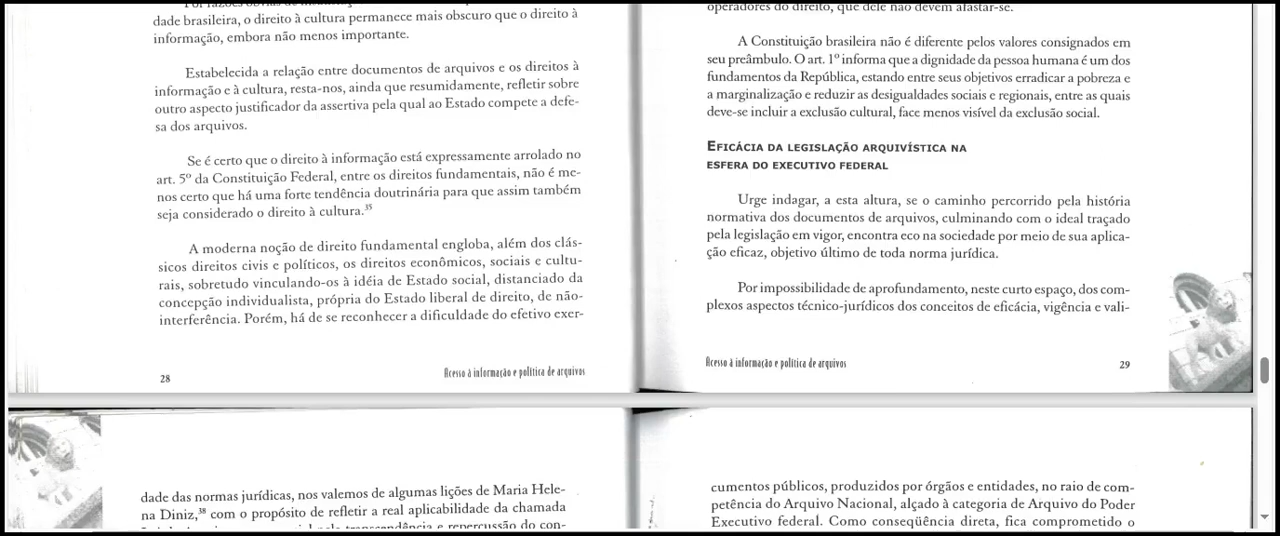 dade brasileira, o direito à cultura permanece mais obscuro que o direito à
informação, embora não menos importante.
Estabelecida a relação entre documentos de arquivos e os direitos à
informação e à cultura, resta-nos, ainda que resumidamente, refletir sobre
outro aspecto justificador da assertiva pela qual ao Estado compete a defe-
sa dos arquivos.
Se é certo que o direito à informação está expressamente arrolado no
art. 5º da Constituição Federal, entre os direitos fundamentais, não é me-
nos certo que há uma forte tendência doutrinária para que assim também
seja considerado o direito à cultura.35
A moderna noção de direito fundamental engloba, além dos clás-
sicos direitos civis e políticos, os direitos econômicos, sociais e cultu-
rais, sobretudo vinculando-os à idéia de Estado social, distanciado da
concepção individualista, própria do Estado liberal de direito, de não-
interferência. Porém, há de se reconhecer a dificuldade do efetivo exer-
28
Acesso à informação e política de arquivos
operadores do direito, que dele não devem afastar-se.
A Constituição brasileira não é diferente pelos valores consignados em
seu preâmbulo. O art. 1º informa que a dignidade da pessoa humana é um dos
fundamentos da República, estando entre seus objetivos erradicar a pobreza e
a marginalização e reduzir as desigualdades sociais e regionais, entre as quais
deve-se incluir a exclusão cultural, face menos visível da exclusão social.
EFICÁCIA DA LEGISLAÇÃO ARQUIVÍSTICA NA
ESFERA DO EXECUTIVO FEDERAL
Urge indagar, a esta altura, se o caminho percorrido pela história
normativa dos documentos de arquivos, culminando com o ideal traçado
pela legislação em vigor, encontra eco na sociedade por meio de sua aplica-
ção eficaz, objetivo último de toda norma jurídica.
Por impossibilidade de aprofundamento, neste curto espaço, dos com-
plexos aspectos técnico-jurídicos dos conceitos de eficácia, vigência e vali-
Acesso à informação e política de arquivos
29
dade das normas jurídicas, nos valemos de algumas lições de Maria Hele-
na Diniz,38 com o propósito de refletir a real aplicabilidade da chamada
transcendência e repercussão do con-
cumentos públicos, produzidos por órgãos e entidades, no raio de com-
petência do Arquivo Nacional, alçado à categoria de Arquivo do Poder
Executivo federal. Como conseqüência direta, fica comprometido o